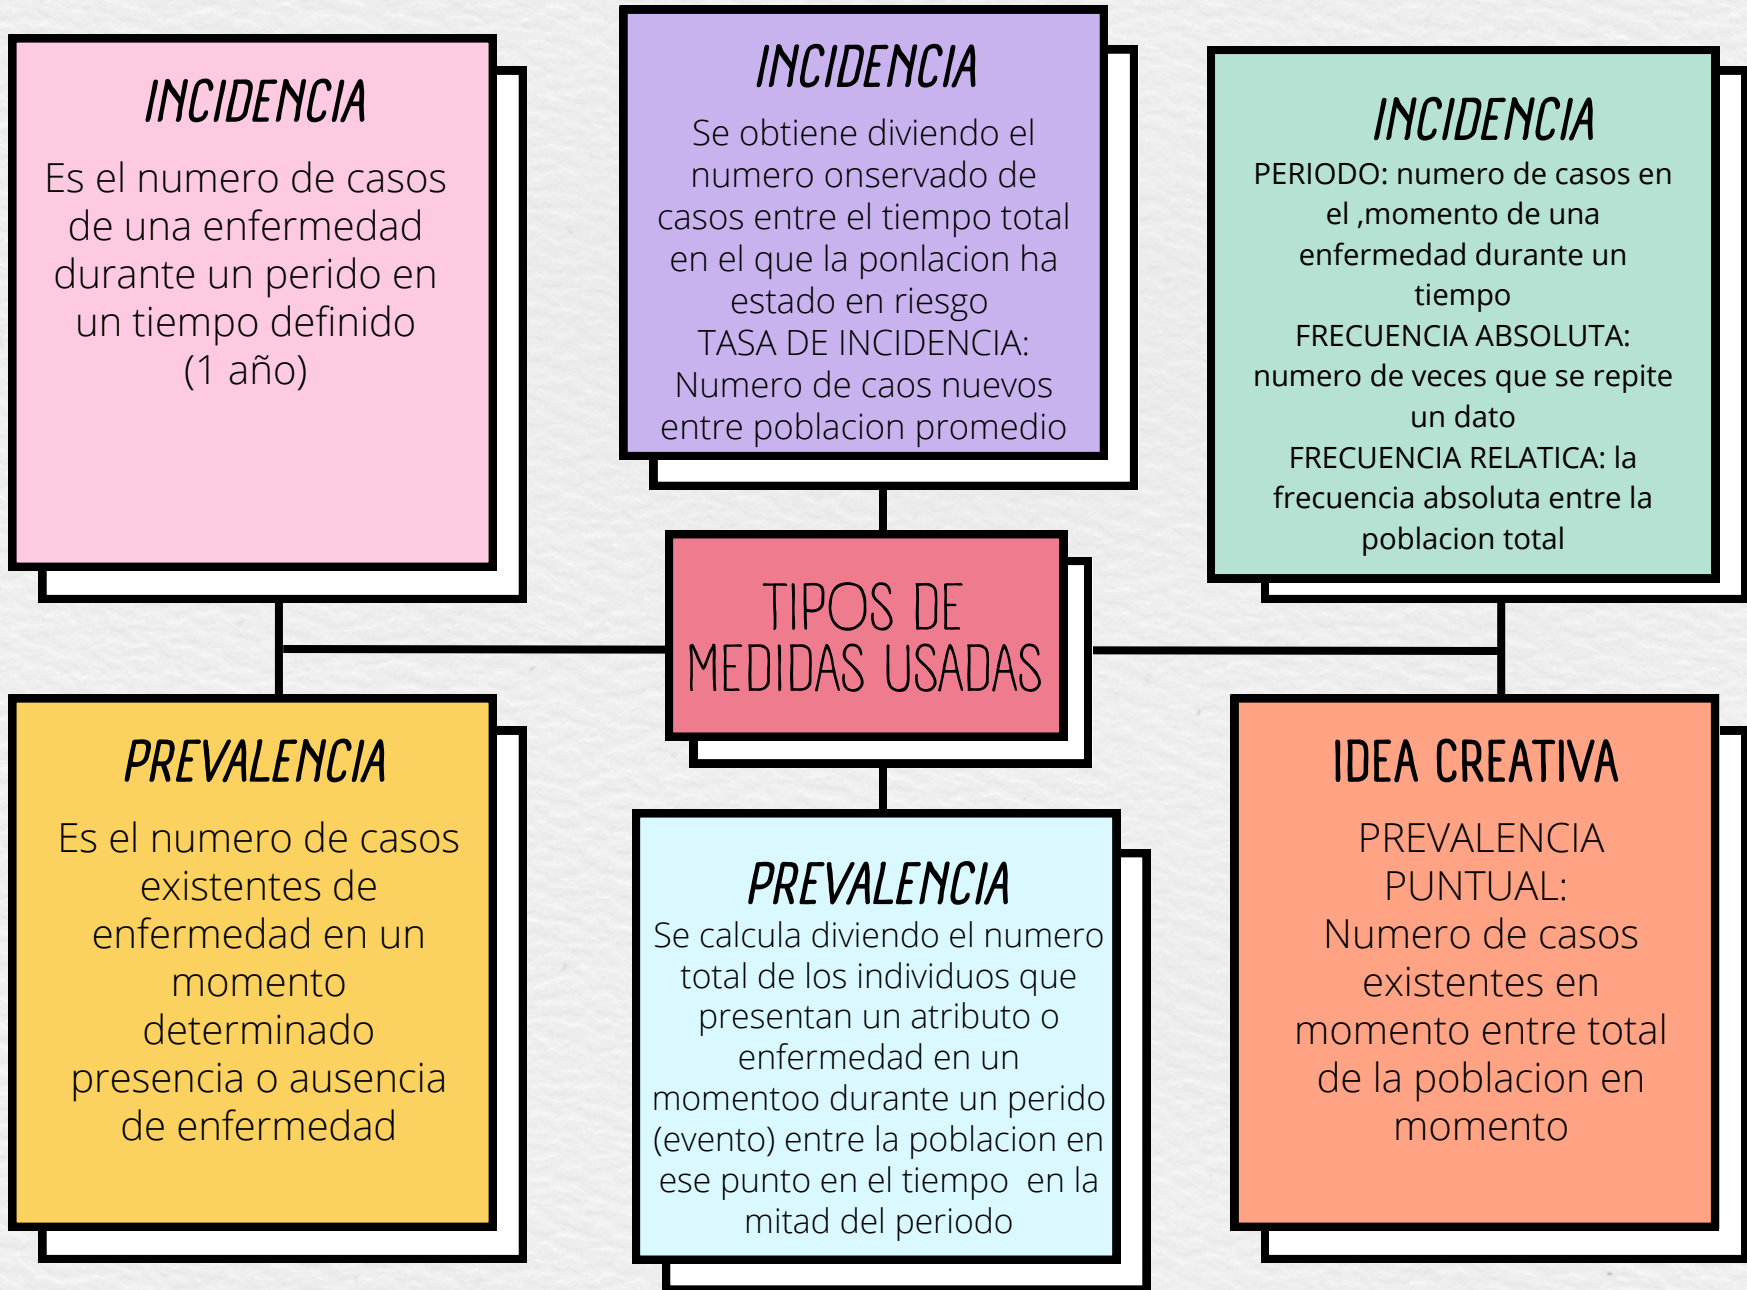 INCIDENCIA
Es el numero de casos
de una enfermedad
durante un perido en
un tiempo definido
(1 año)
INCIDENCIA
Se obtiene diviendo el
numero onservado de
casos entre el tiempo total
en el que la ponlacion ha
estado en riesgo
TASA DE INCIDENCIA:
Numero de caos nuevos
entre poblacion promedio
INCIDENCIA
PERIODO: numero de casos en
el ,momento de una
enfermedad durante un
tiempo
FRECUENCIA ABSOLUTA:
numero de veces que se repite
un dato
FRECUENCIA RELATICA: la
frecuencia absoluta entre la
poblacion total
TIPOS DE
MEDIDAS USADAS
PREVALENCIA
Es el numero de casos
existentes de
enfermedad en un
momento
determinado
presencia o ausencia
de enfermedad
PREVALENCIA
Se calcula diviendo el numero
total de los individuos que
presentan un atributo o
enfermedad en un
momentoo durante un perido
(evento) entre la poblacion en
ese punto en el tiempo en la
mitad del periodo
IDEA CREATIVA
PREVALENCIA
PUNTUAL:
Numero de casos
existentes en
momento entre total
de la poblacion en
momento